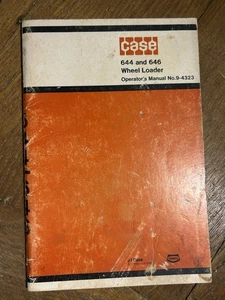 CASE
644 and 646
Wheel Loader
Operator's Manual No.9-4323